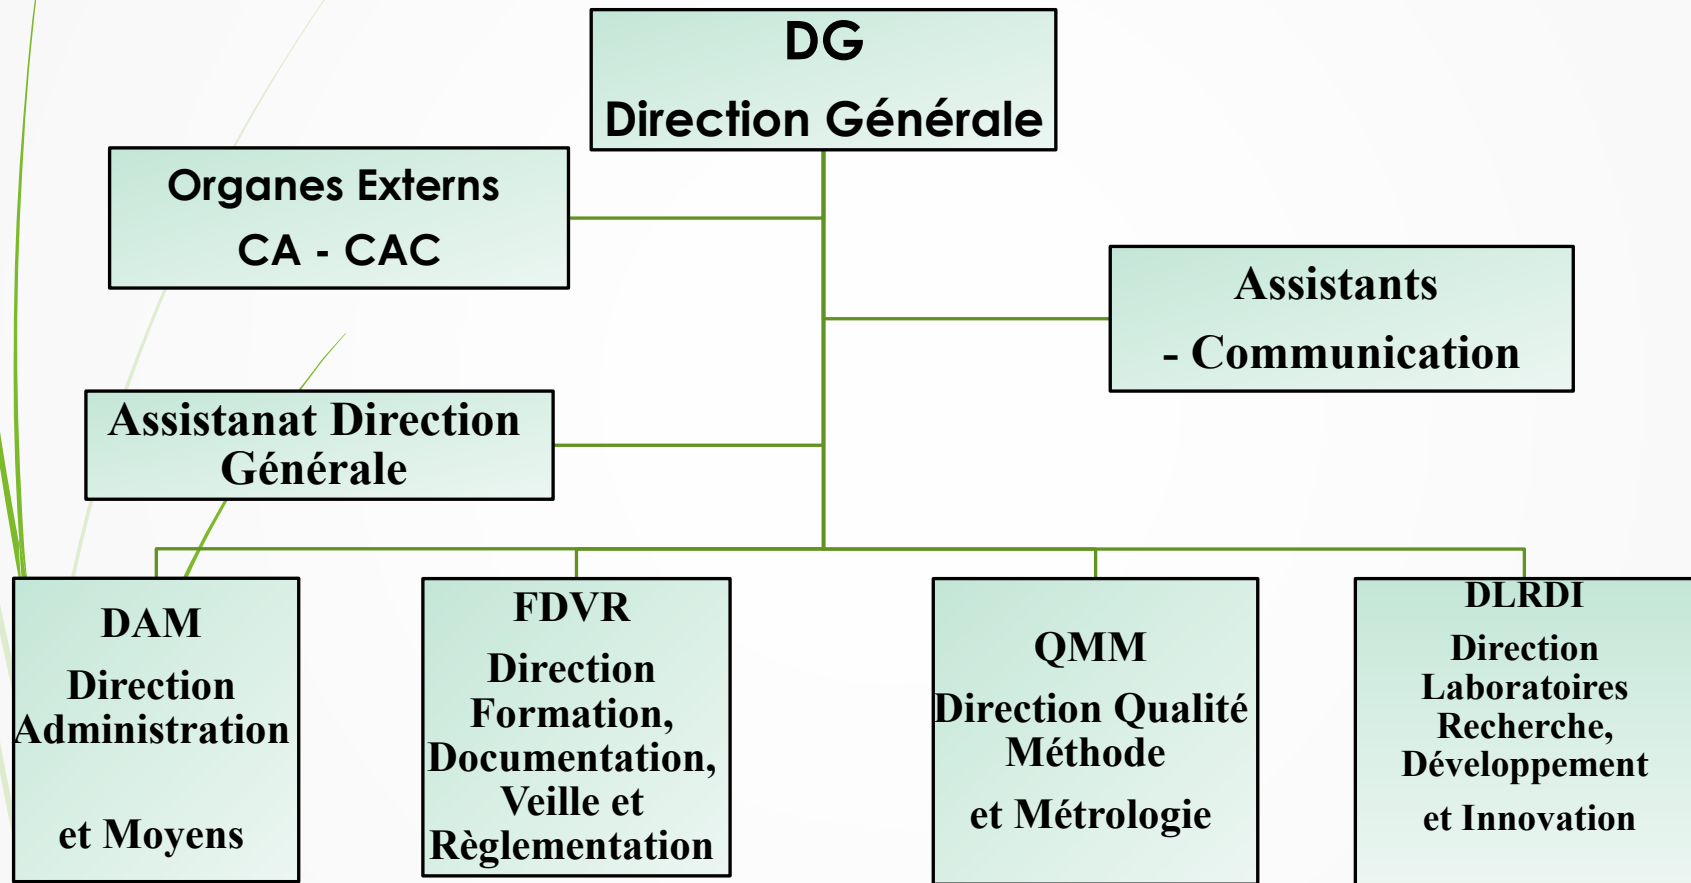 DG
Direction Générale
Organes Externs
CA - CAC
Assistants
- Communication
Assistanat Direction
Générale
DAM
Direction
Administration
et Moyens
FDVR
Direction
Formation,
Documentation,
Veille et
Règlementation
QMM
Direction Qualité
Méthode
et Métrologie
DLRDI
Direction
Laboratoires
Recherche,
Développement
et Innovation